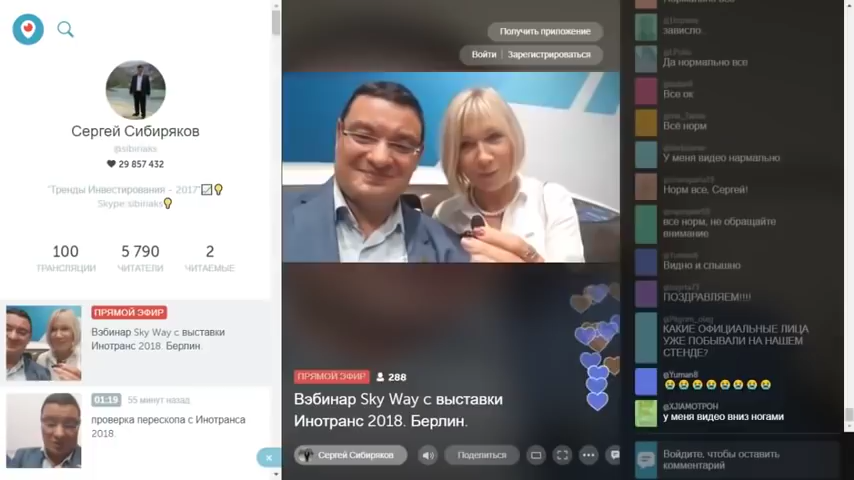 Сергей Сибиряков
@sibiriaks
29 857 432
"Тренды Инвестирования – 2017"
Skype:sibiriaks
100
5 790
2
ТРАНСЛЯЦИИ
ЧИТАТЕЛИ
ЧИТАЕМЫЕ
ПРЯМОЙ ЭФИР
Вэбинар Sky Way с выставки
Инотранс 2018. Берлин.
01:19 55 минут назад
проверка перескопа с Инотранса
2018.
Получить приложение
Войти | Зарегистрироваться
ПРЯМОЙ ЭФИР 288
Вэбинар Sky Way с выставки
Инотранс 2018. Берлин.
Сергей Сибиряков
Поделиться
зависло.
Да нормально все
Все ок
Всё норм
У меня видео нармально
Норм все, Сергей!
все норм, не обращайте
внимание
Видно и слышно
ПОЗДРАВЛЯЕМ!!!!
КАКИЕ ОФИЦИАЛЬНЫЕ ЛИЦА
УЖЕ ПОБЫВАЛИ НА НАШЕМ
СТЕНДЕ?
@Yuman8
😭😭😭😭😭😭😭😭
@XJIAMOTPOH
у меня видео вниз ногами
Войдите, чтобы оставить
комментарий